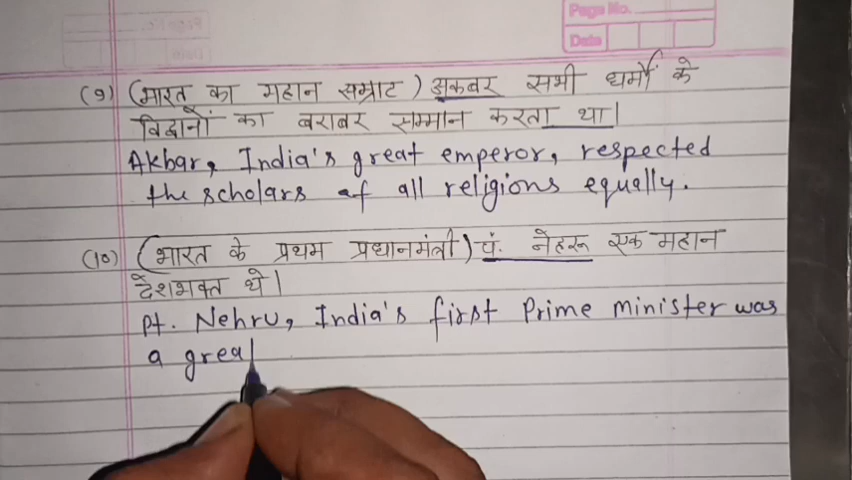 Page No.
Date
(9) (भारत का महान सम्राट) अकबर सभी धर्मों के
विद्वानों का बराबर सम्मान करता था।
Akbar, India's great emperor, respected
the scholars of all religions equally.
(10) (भारत के प्रथम प्रधानमंत्री) पं. नेहरू एक महान
देशभक्त थे।
Pt. Nehru, India's first Prime minister was
a grea